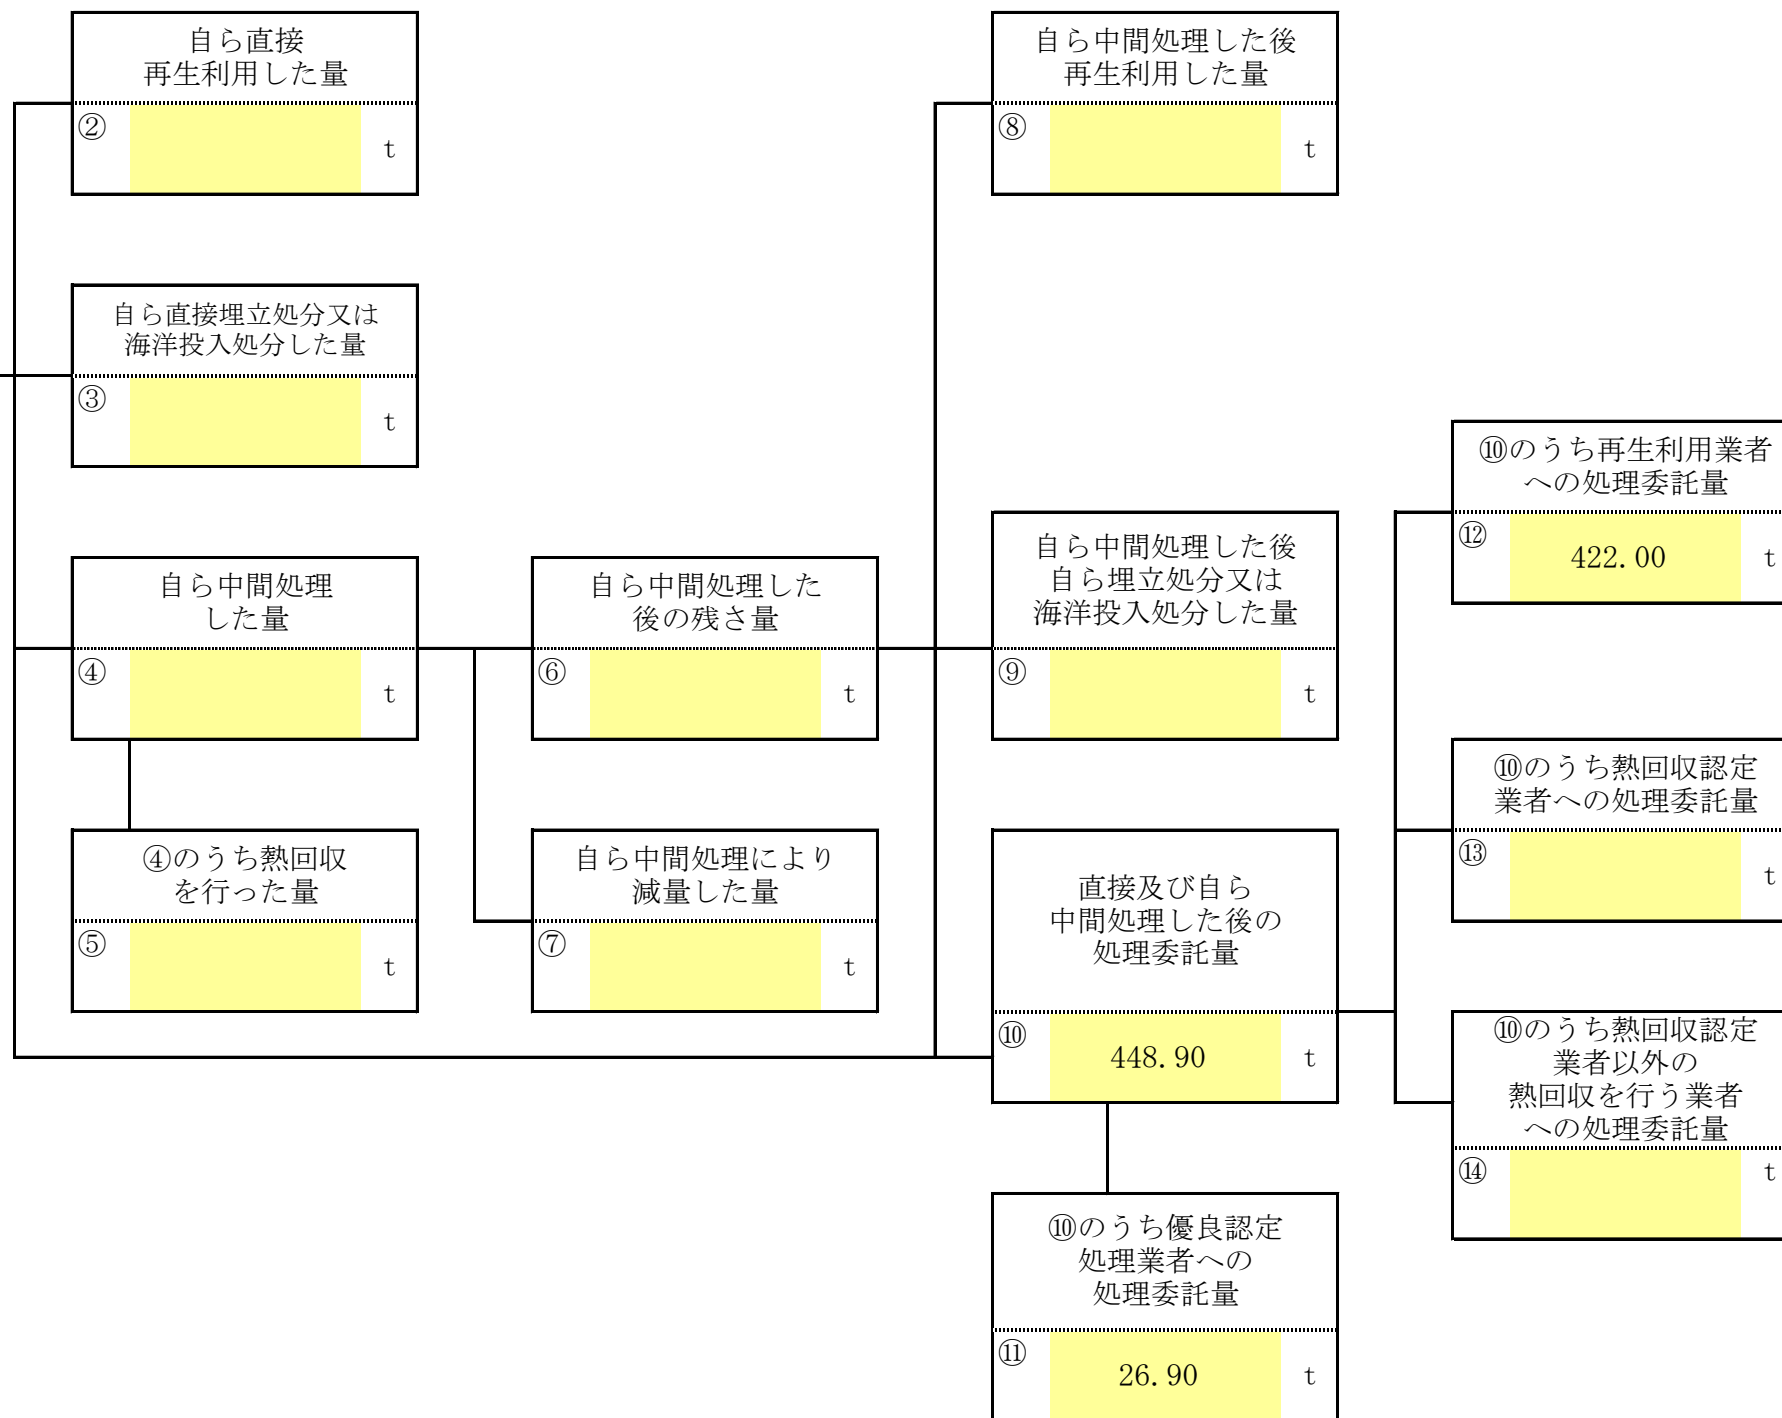 自ら直接
再生利用した量
②
t
自ら直接埋立処分又は
海洋投入処分した量
③
t
自ら中間処理
した量
④
t
④のうち熱回収
を行った量
⑤
t
自ら中間処理した
後の残さ量
⑥
t
自ら中間処理により
減量した量
⑦
t
自ら中間処理した後
再生利用した量
⑧
t
自ら中間処理した後
自ら埋立処分又は
海洋投入処分した量
⑨
t
直接及び自ら
中間処理した後の
処理委託量
⑩ 448.90 t
⑩のうち優良認定
処理業者への
処理委託量
⑪ 26.90 t
⑩のうち再生利用業者
への処理委託量
⑫ 422.00 t
⑩のうち熱回収認定
業者への処理委託量
⑬
t
⑩のうち熱回収認定
業者以外の
熱回収を行う業者
への処理委託量
⑭
t